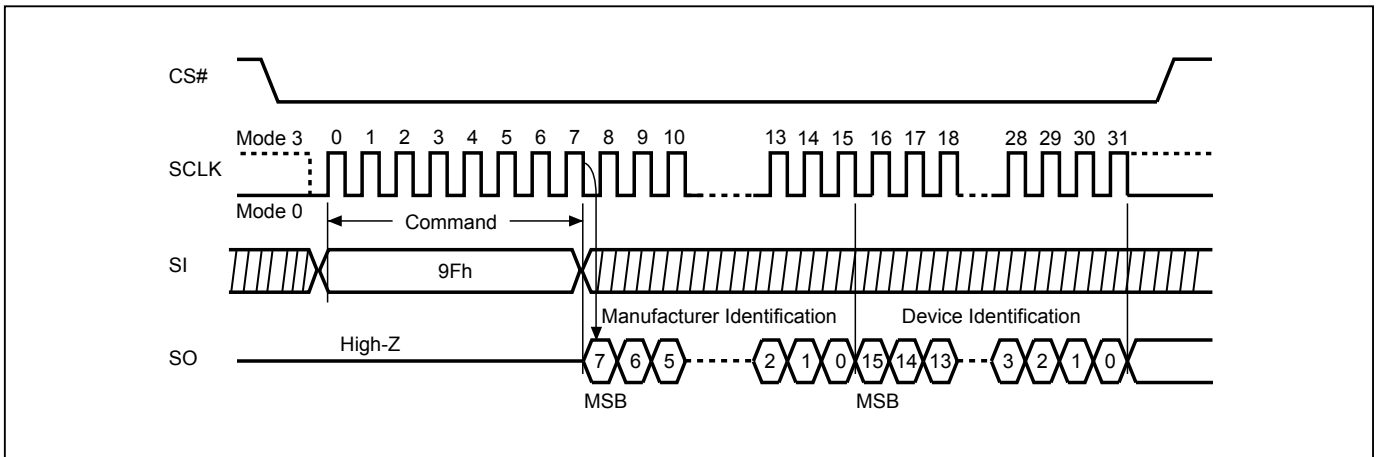 CS#
Mode 3 0 1 2 3 4 5 6 7 8 9 10 13 14 15 16 17 18 28 29 30 31
SCLK
Mode 0
Command
SI 9Fh
Manufacturer Identification Device Identification
High-Z
SO 7 6 5 2 1 0 15 14 13 3 2 1 0
MSB MSB